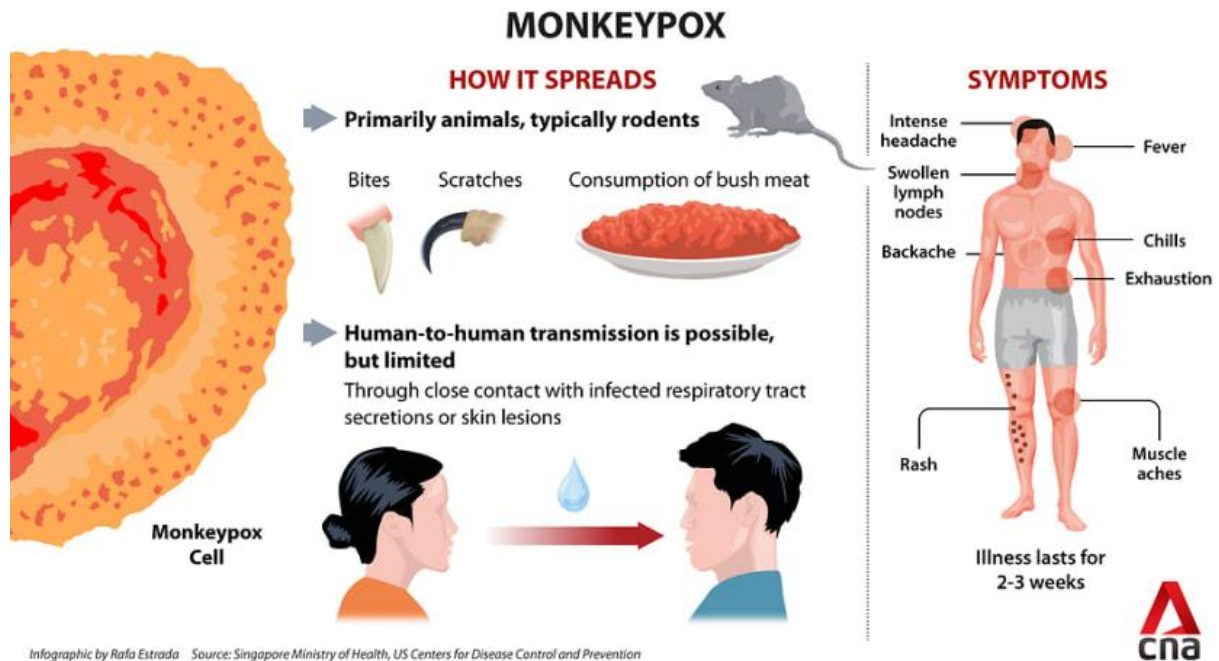 MONKEYPOX
HOW IT SPREADS
Primarily animals, typically rodents
Bites
Scratches
Consumption of bush meat
Human-to-human transmission is possible,
but limited
Through close contact with infected respiratory tract
secretions or skin lesions
Monkeypox
Cell
SYMPTOMS
Intense
headache
Fever
Swollen
lymph
nodes
Backache
Chills
Exhaustion
Rash
Muscle
aches
Illness lasts for
2-3 weeks
cna
Infographic by Rafa Estrada Source: Singapore Ministry of Health, US Centers for Disease Control and Prevention